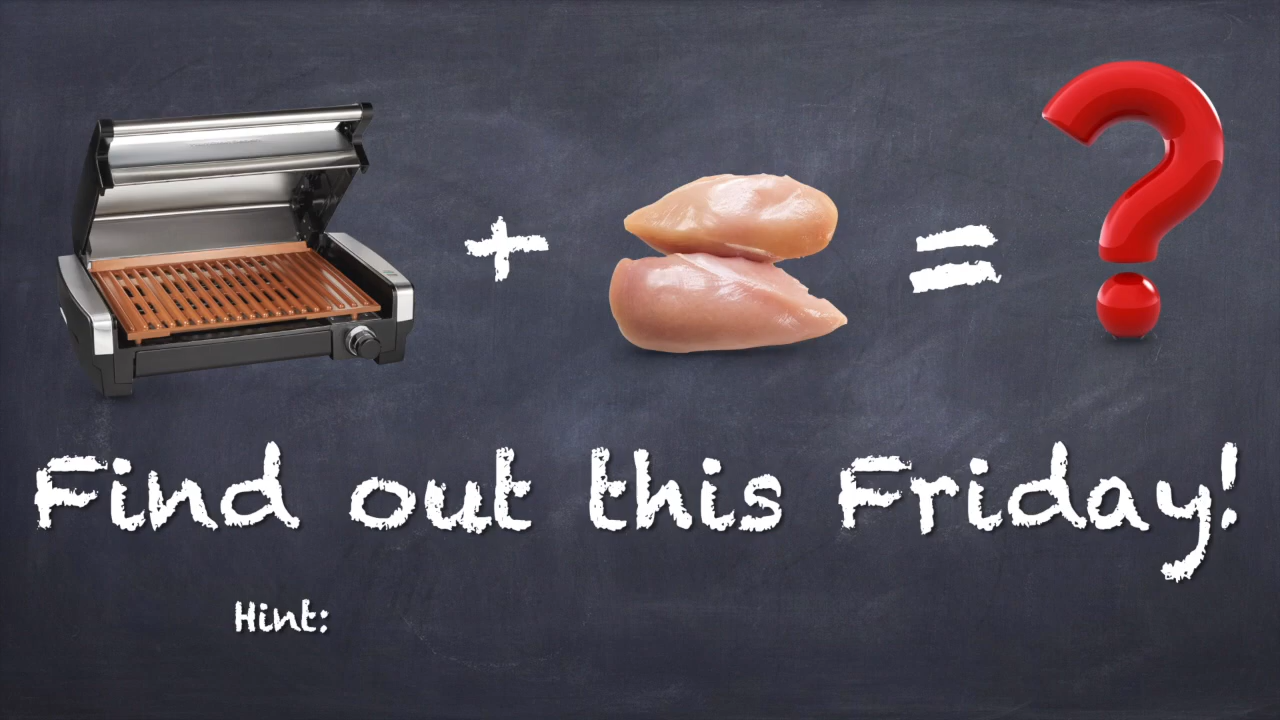 + =
Find out this Friday!
Hint: